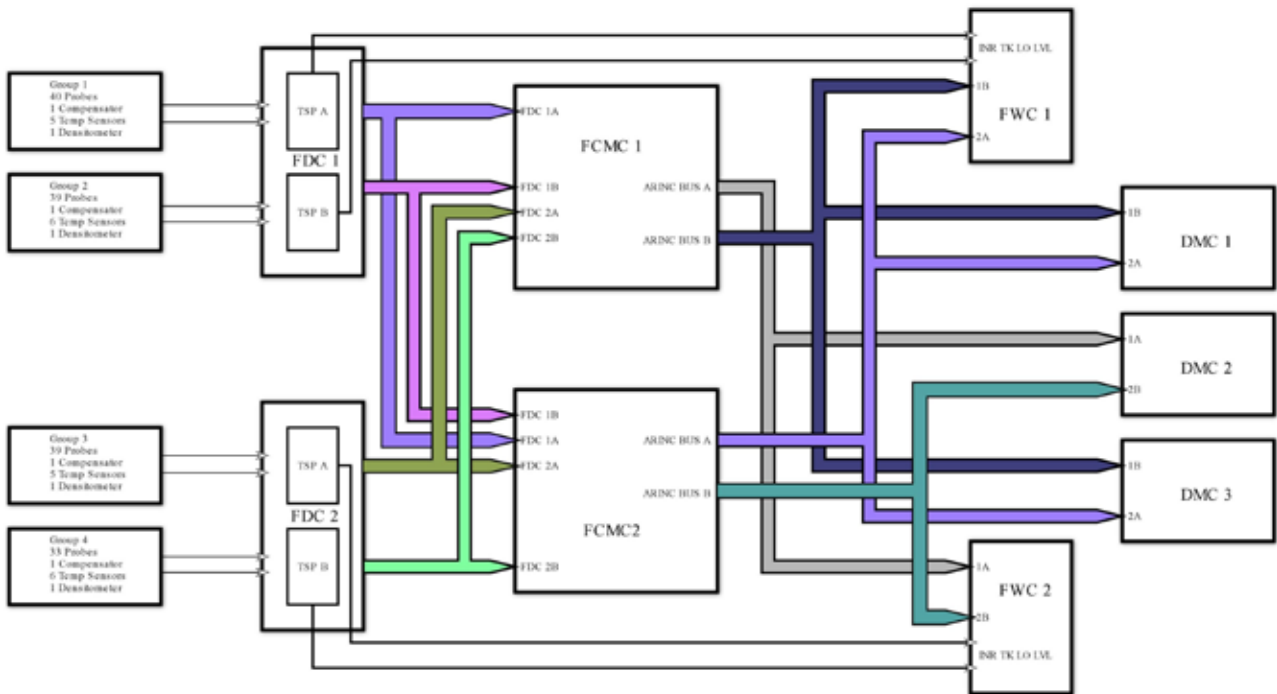 Group 1
40 Probes
1 Compensator
5 Temp Sensors
1 Densitometer
Group 2
39 Probes
1 Compensator
6 Temp Sensors
1 Densitometer
Group 3
39 Probes
1 Compensator
5 Temp Sensors
1 Densitometer
Group 4
33 Probes
1 Compensator
6 Temp Sensors
1 Densitometer
TSP A
FDC 1
TSP B
TSP A
FDC 2
TSP B
FDC 1A
FCMC 1
FDC 1B
ARINC BUS A
FDC 2A
FDC 2B
ARINC BUS B
FDC 1B
FDC 1A
ARINC BUS A
FDC 2A
ARINC BUS B
FCMC2
FDC 2B
INR TK LO LVL
1B
FWC 1
2A
1B
DMC 1
2A
1A
DMC 2
2B
1B
DMC 3
2A
1A
FWC 2
2B
INR TK LO LVL